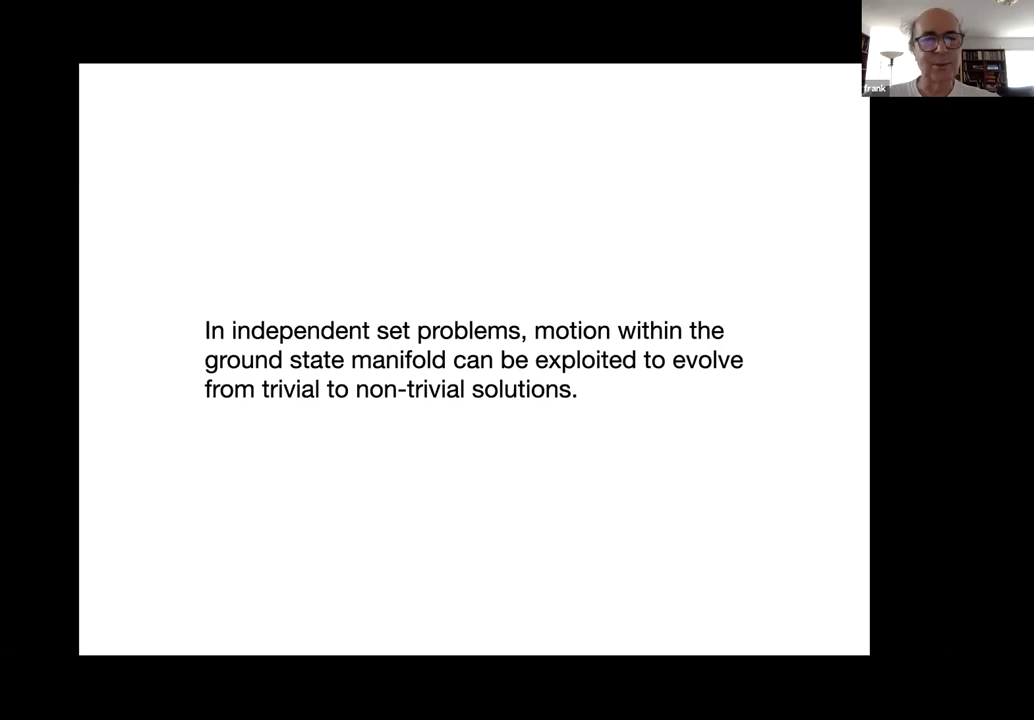 frank
In independent set problems, motion within the
ground state manifold can be exploited to evolve
from trivial to non-trivial solutions.